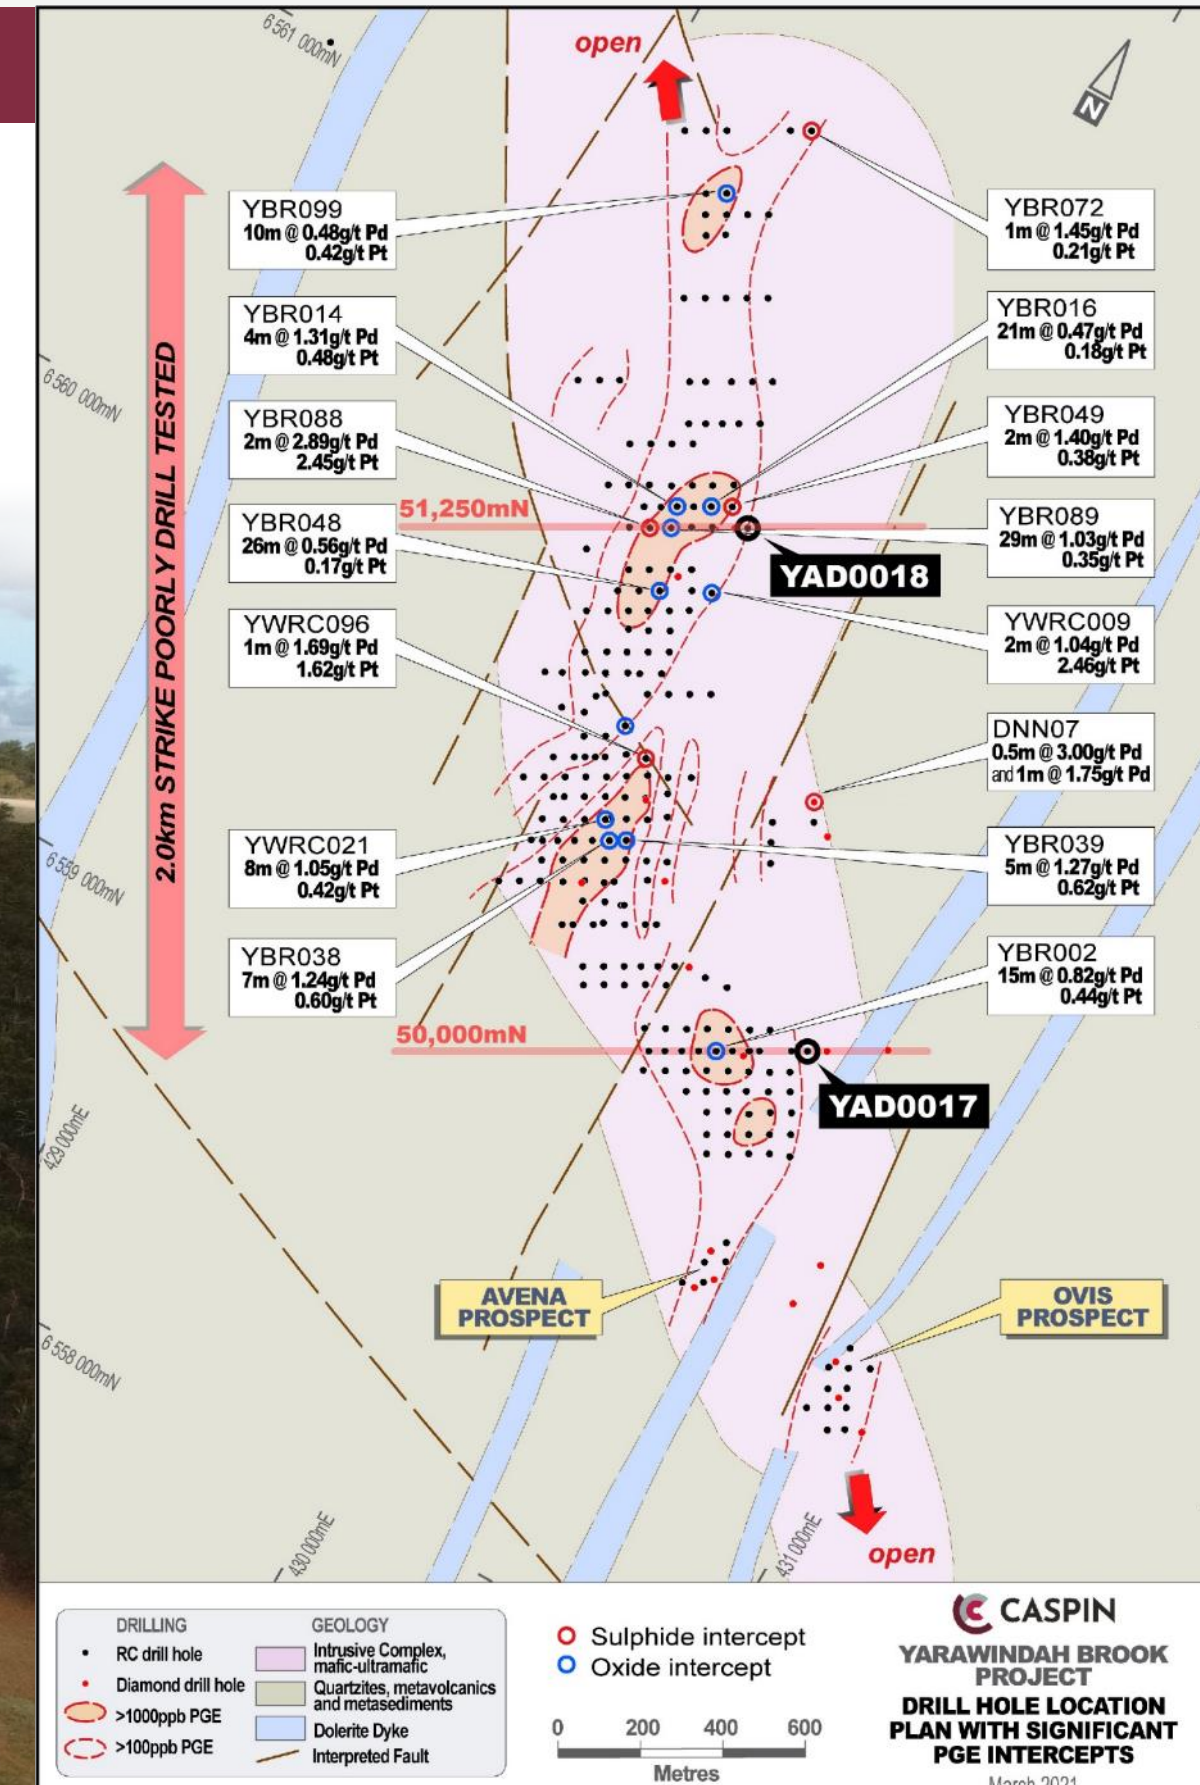 6 561 000mN
open
N
YBR099
10m @ 0.48g/t Pd
0.42g/t Pt
YBR072
1m @ 1.45g/t Pd
0.21g/t Pt
YBR014
4m @ 1.31g/t Pd
0.48g/t Pt
YBR016
21m @ 0.47g/t Pd
0.18g/t Pt
6 560 000mN
YBR088
2m @ 2.89g/t Pd
2.45g/t Pt
YBR049
2m @ 1.40g/t Pd
0.38g/t Pt
51,250mN
YBR048
26m @ 0.56g/t Pd
0.17g/t Pt
YBR089
29m @ 1.03g/t Pd
0.35g/t Pt
YAD0018
YWRC096
1m @ 1.69g/t Pd
1.62g/t Pt
YWRC009
2m @ 1.04g/t Pd
2.46g/t Pt
2.0km STRIKE POORLY DRILL TESTED
DNN07
0.5m @ 3.00g/t Pd
and 1m @ 1.75g/t Pd
6 559 000mN
YWRC021
8m @ 1.05g/t Pd
0.42g/t Pt
YBR039
5m @ 1.27g/t Pd
0.62g/t Pt
YBR038
7m @ 1.24g/t Pd
0.60g/t Pt
YBR002
15m @ 0.82g/t Pd
0.44g/t Pt
50,000mN
YAD0017
429 000mE
AVENA
PROSPECT
OVIS
PROSPECT
6 558 000mN
430 000mE
431 000mE
open
DRILLING
RC drill hole
Diamond drill hole
>1000ppb PGE
>100ppb PGE
GEOLOGY
Intrusive Complex,
mafic-ultramafic
Quartzites, metavolcanics
and metasediments
Dolerite Dyke
Interpreted Fault
Sulphide intercept
Oxide intercept
0 200 400 600
Metres
CASPIN
YARAWINDAH BROOK
PROJECT
DRILL HOLE LOCATION
PLAN WITH SIGNIFICANT
PGE INTERCEPTS
March 2021